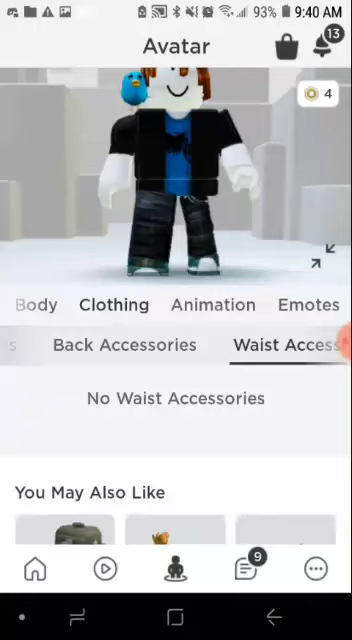 93% 9:40 AM
Avatar
13
4
Body Clothing Animation Emotes
s Back Accessories Waist Access
No Waist Accessories
You May Also Like
9